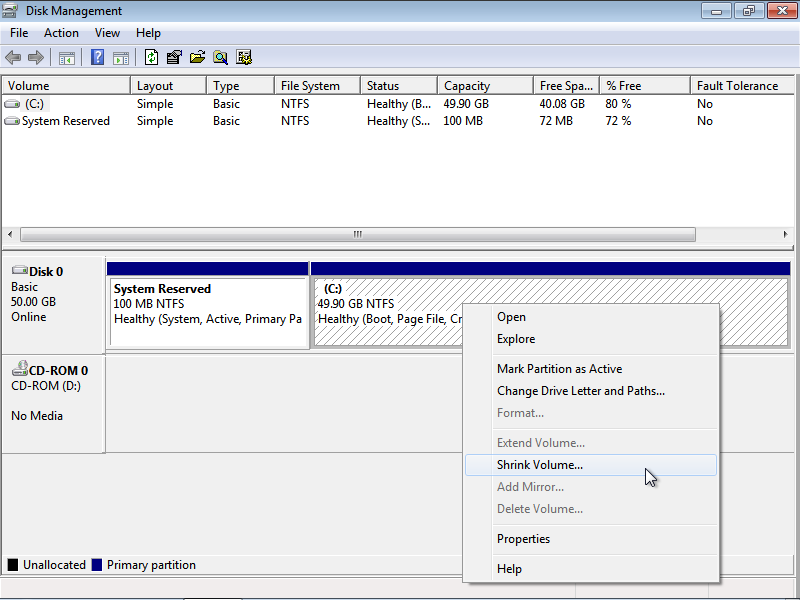 Disk Management
File Action View Help
Volume Layout Type File System Status Capacity Free Spa... % Free Fault Tolerance
(C:) Simple Basic NTFS Healthy (B... 49.90 GB 40.08 GB 80 % No
System Reserved Simple Basic NTFS Healthy (S... 100 MB 72 MB 72 % No
Disk 0
Basic
50.00 GB
Online
System Reserved
100 MB NTFS
Healthy (System, Active, Primary Pa
(C:)
49.90 GB NTFS
Healthy (Boot, Page File, Cr
CD-ROM 0
CD-ROM (D:)
No Media
Open
Explore
Mark Partition as Active
Change Drive Letter and Paths...
Format...
Extend Volume...
Shrink Volume...
Add Mirror...
Delete Volume...
Properties
Help
Unallocated Primary partition